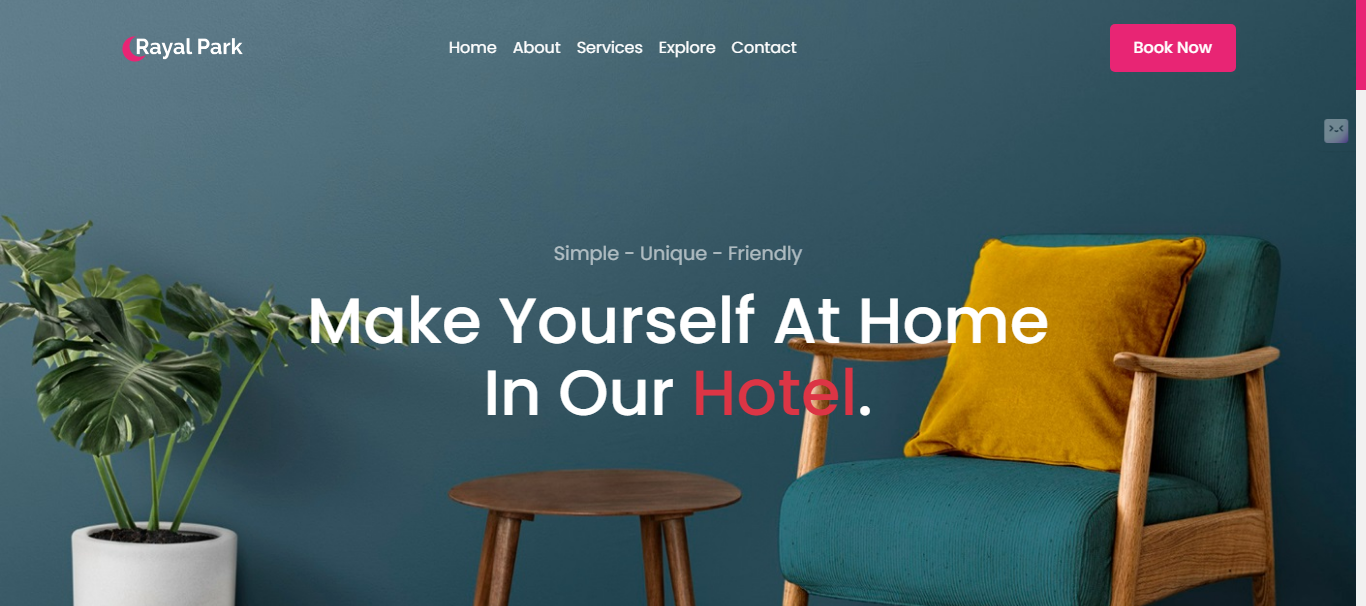 Rayal Park
Home About Services Explore Contact
Book Now
Simple - Unique - Friendly
Make Yourself At Home
In Our Hotel.